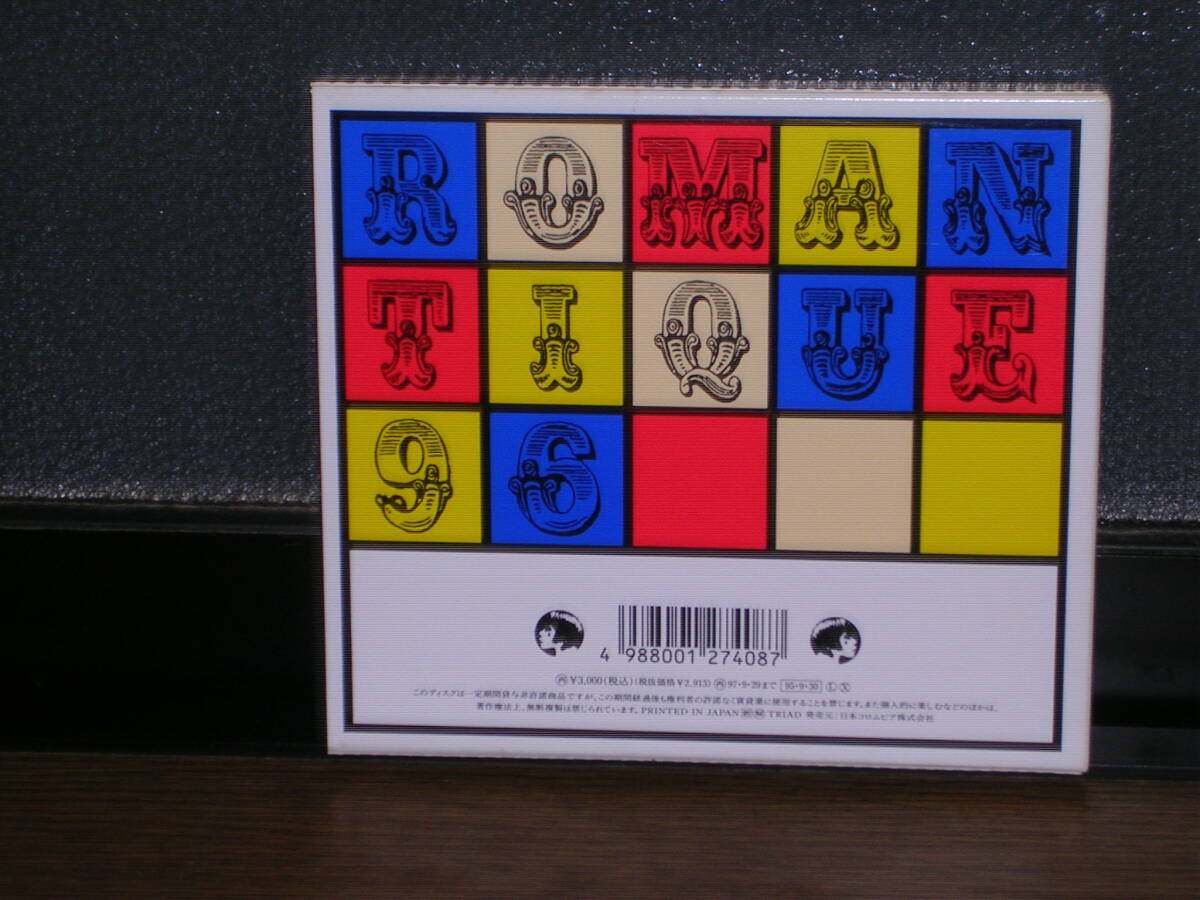 ROMAN
TIQUE
96
4 988001 274087
再¥3,000(税込)(税抜価格¥2,913) 再97・9・29まで 95・9・30 L X
このディスクは一定期間貸与非許諾商品ですが、この期間経過後も権利者の許諾なく賃貸業に使用することを禁じます。また個人的に楽しむなどのほかは、
著作権法上、無断複製は禁じられています。PRINTED IN JAPAN TRIAD 発売元:日本コロムビア株式会社